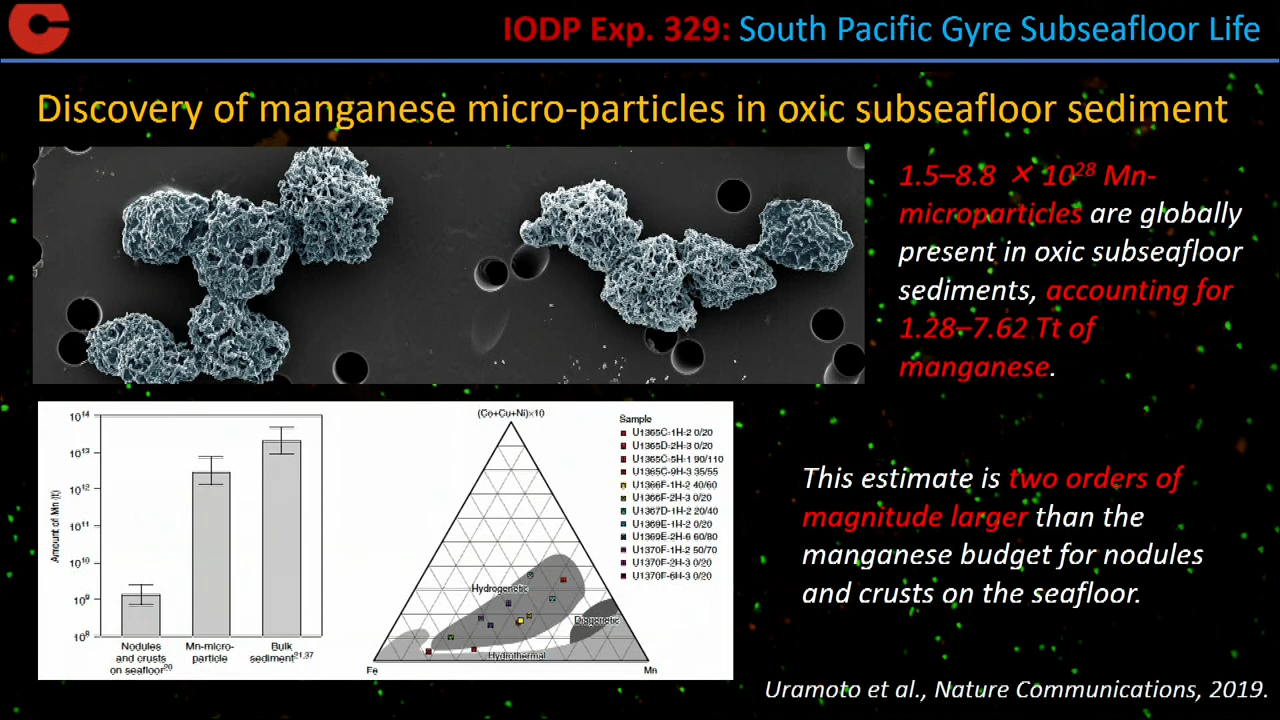 IODP Exp. 329: South Pacific Gyre Subseafloor Life
Discovery of manganese micro-particles in oxic subseafloor sediment
1.5–8.8 × 10²⁸ Mn-
microparticles are globally
present in oxic subseafloor
sediments, accounting for
1.28–7.62 Tt of
manganese.
This estimate is two orders of
magnitude larger than the
manganese budget for nodules
and crusts on the seafloor.
Amount of Mn (t)
10¹⁴
10¹³
10¹²
10¹¹
10¹⁰
10⁹
10⁸
Nodules
and crusts
on seafloor²⁰
Mn-micro-
particle
Bulk
sediment²¹,³⁷
(Co+Cu+Ni)×10
Hydrogenetic
Diagenetic
Hydrothermal
Fe
Mn
Sample
U1365C-1H-2 0/20
U1365D-2H-3 0/20
U1365C-5H-1 90/110
U1365C-9H-3 35/55
U1366F-1H-2 40/60
U1366F-2H-3 0/20
U1367D-1H-2 20/40
U1369E-1H-2 0/20
U1369E-2H-6 60/80
U1370F-1H-2 50/70
U1370F-2H-3 0/20
U1370F-6H-3 0/20
Uramoto et al., Nature Communications, 2019.